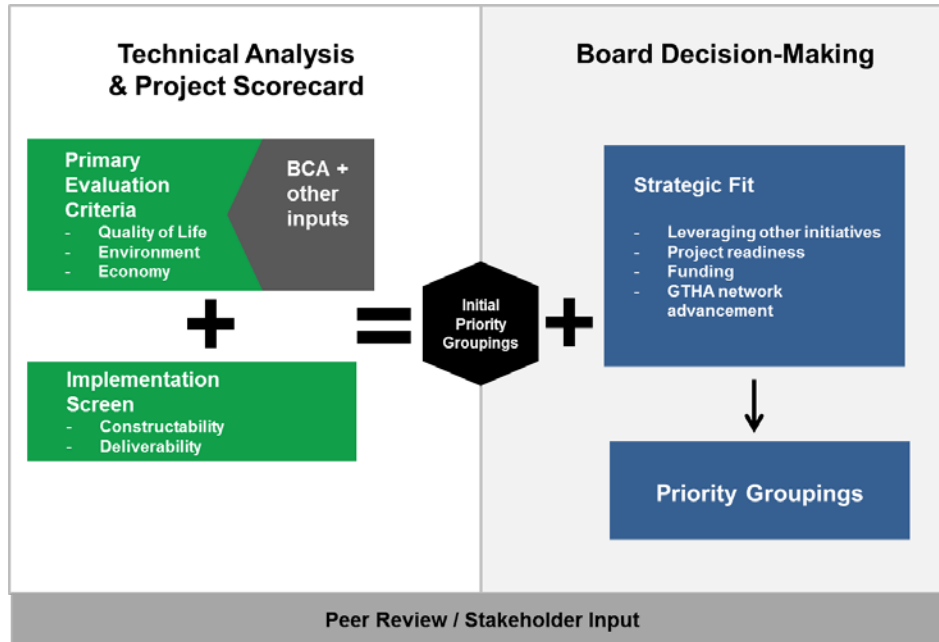 Technical Analysis
& Project Scorecard
Primary
Evaluation
Criteria
- Quality of Life
- Environment
- Economy
BCA +
other
inputs
+
Implementation
Screen
- Constructability
- Deliverability
=
Initial
Priority
Groupings
+
Board Decision-Making
Strategic Fit
- Leveraging other initiatives
- Project readiness
- Funding
- GTHA network
advancement
Priority Groupings
Peer Review / Stakeholder Input